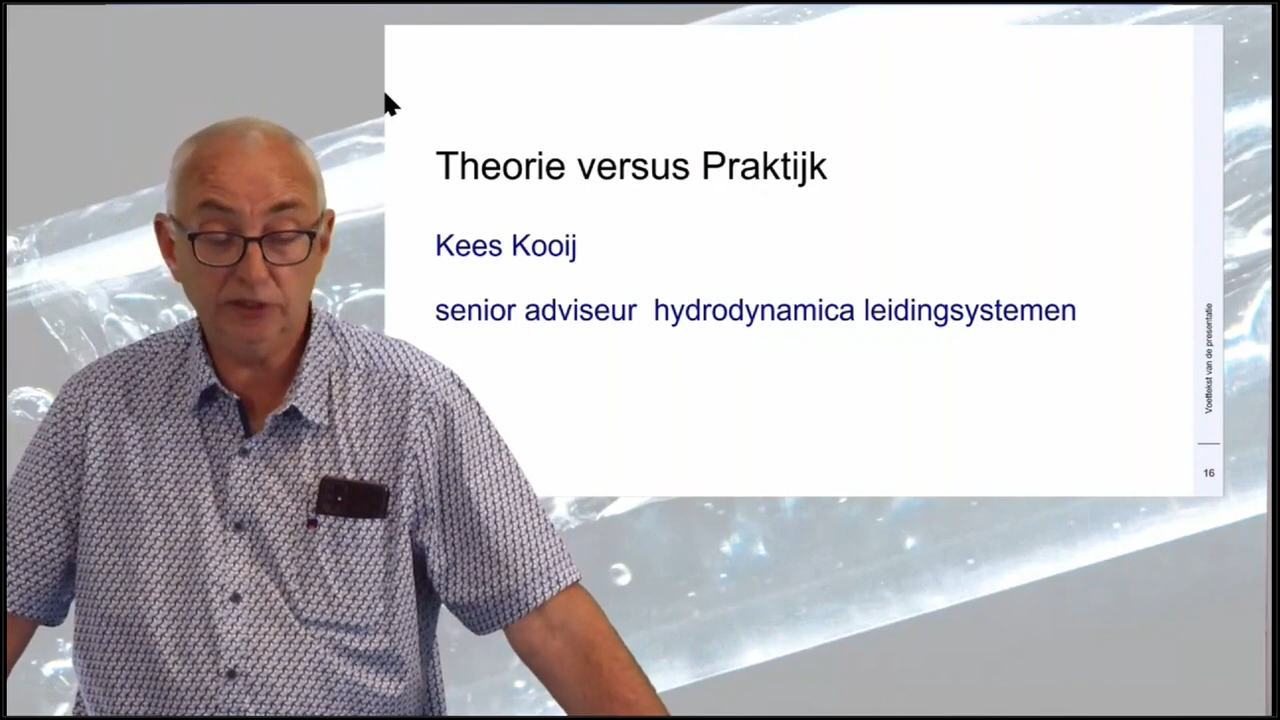 Theorie versus Praktijk
Kees Kooij
senior adviseur hydrodynamica leidingsystemen
Voettekst van de presentatie
16